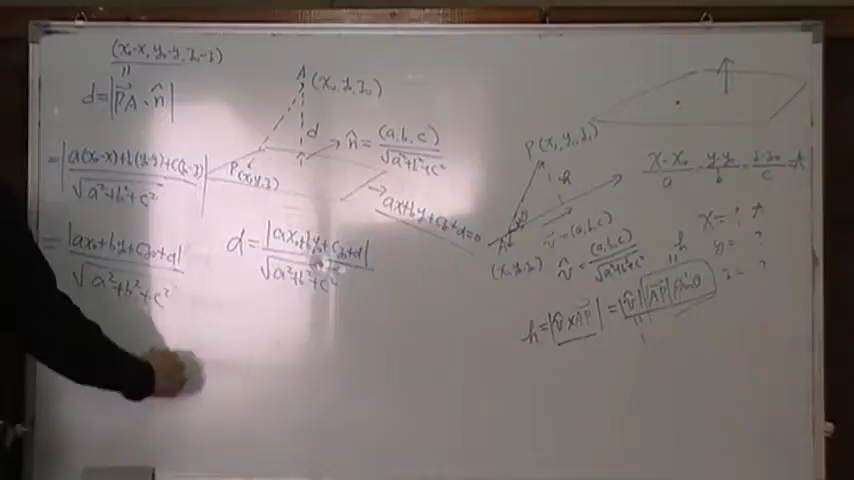 (x₀-x, y₀-y, z₀-z)
d = |PA · n̂|
= |a(x₀-x)+b(y₀-y)+c(z₀-z)| / √a²+b²+c²
= |ax₀+by₀+cz₀+d| / √a²+b²+c²
A (x₀, y₀, z₀)
d
n̂ = (a, b, c) / √a²+b²+c²
P(x, y, z)
ax+by+cz+d=0
d = |ax₀+by₀+cz₀+d| / √a²+b²+c²
P(x₁, y₁, z₁)
h
A
(x₀, y₀, z₀)
v⃗ = (a, b, c)
v̂ = (a, b, c) / √a²+b²+c²
x-x₀ / a = y-y₀ / b = z-z₀ / c = t
x = ?
y = ?
z = ?
h
h = |v̂ × AP| = |v̂| |AP| sin θ
1